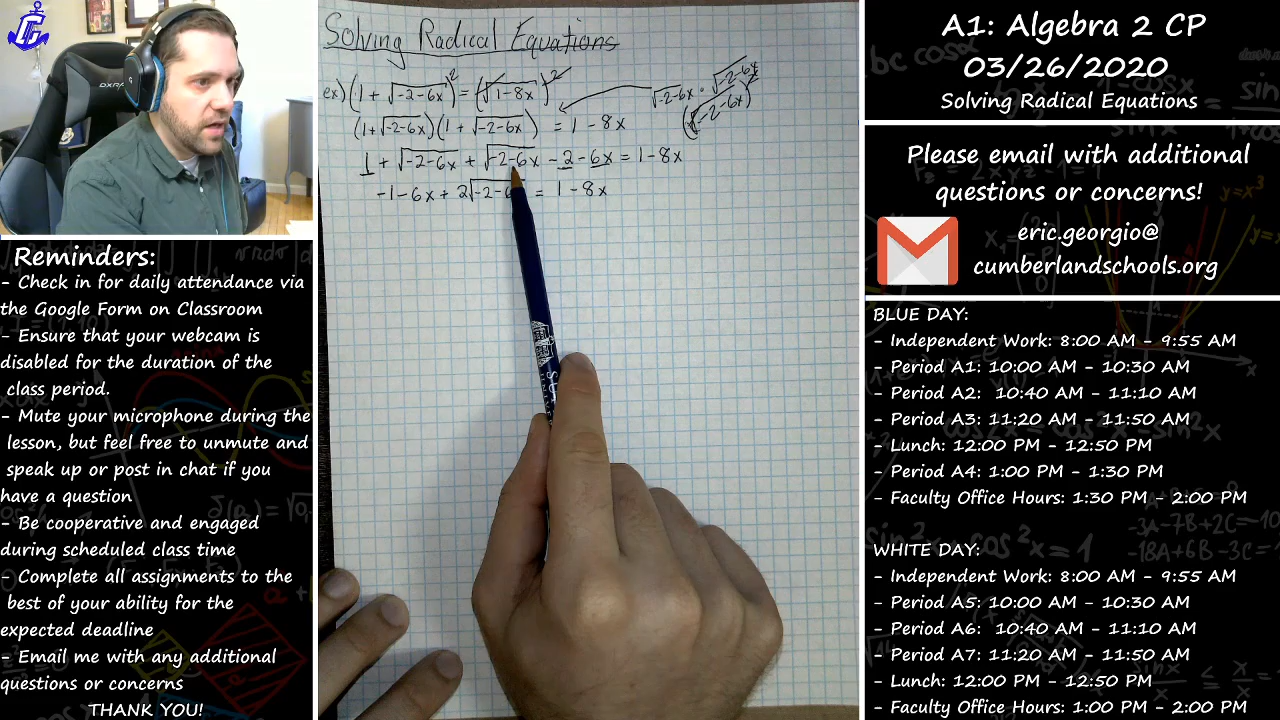 G
DXRA
Reminders:
- Check in for daily attendance via
the Google Form on Classroom
- Ensure that your webcam is
disabled for the duration of the
class period.
- Mute your microphone during the
lesson, but feel free to unmute and
speak up or post in chat if you
have a question
- Be cooperative and engaged
during scheduled class time
- Complete all assignments to the
best of your ability for the
expected deadline
- Email me with any additional
questions or concerns
THANK YOU!
Solving Radical Equations
ex) (1 + √-2-6x)² = (√1-8x)²
√-2-6x · √-2-6x
(√-2-6x)²
(1+√-2-6x)(1 + √-2-6x) = 1 - 8x
1 + √-2-6x + √-2-6x - 2 - 6x = 1-8x
-1 - 6x + 2√-2-6 = 1 - 8x
A1: Algebra 2 CP
03/26/2020
Solving Radical Equations
Please email with additional
questions or concerns!
eric.georgio@
cumberlandschools.org
BLUE DAY:
- Independent Work: 8:00 AM - 9:55 AM
- Period A1: 10:00 AM - 10:30 AM
- Period A2: 10:40 AM - 11:10 AM
- Period A3: 11:20 AM - 11:50 AM
- Lunch: 12:00 PM - 12:50 PM
- Period A4: 1:00 PM - 1:30 PM
- Faculty Office Hours: 1:30 PM - 2:00 PM
WHITE DAY:
- Independent Work: 8:00 AM - 9:55 AM
- Period A5: 10:00 AM - 10:30 AM
- Period A6: 10:40 AM - 11:10 AM
- Period A7: 11:20 AM - 11:50 AM
- Lunch: 12:00 PM - 12:50 PM
- Faculty Office Hours: 1:00 PM - 2:00 PM